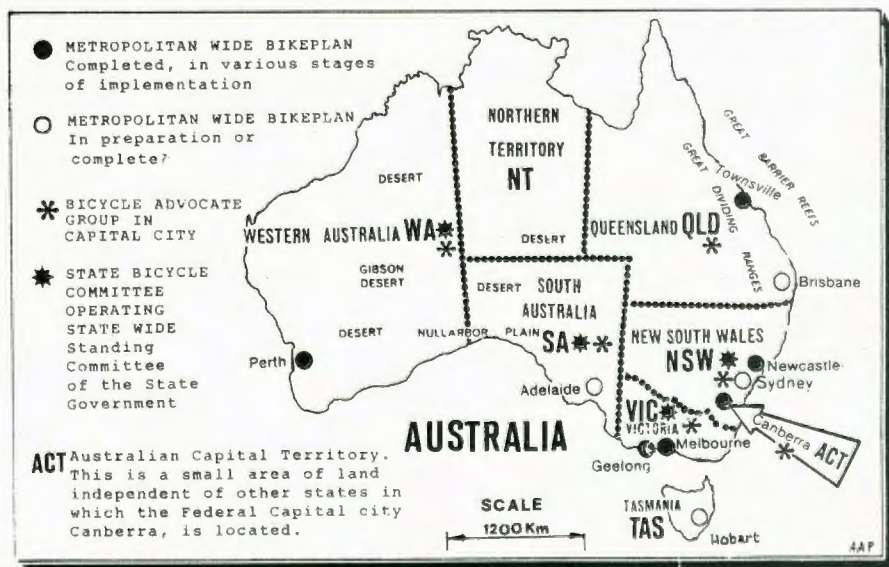 METROPOLITAN WIDE BIKEPLAN
Completed, in various stages
of implementation
METROPOLITAN WIDE BIKEPLAN
In preparation or
complete?
BICYCLE ADVOCATE
GROUP IN
CAPITAL CITY
STATE BICYCLE
COMMITTEE
OPERATING
STATE WIDE
Standing
Committee
of the State
Government
ACT Australian Capital Territory.
This is a small area of land
independent of other states in
which the Federal Capital city
Canberra, is located.
NORTHERN
TERRITORY
NT
DESERT
DESERT
WESTERN AUSTRALIA WA
GIBSON
DESERT
DESERT
NULLARBOR PLAIN
Perth
DESERT
SOUTH
AUSTRALIA
SA
Adelaide
GREAT BARRIER REEFS
GREAT DIVIDING RANGES
Townsville
QUEENSLAND QLD
Brisbane
NEW SOUTH WALES
NSW
Newcastle
Sydney
Canberra ACT
VIC
VICTORIA
Melbourne
Geelong
AUSTRALIA
SCALE
1200Km
TASMANIA
TAS
Hobart
AAP